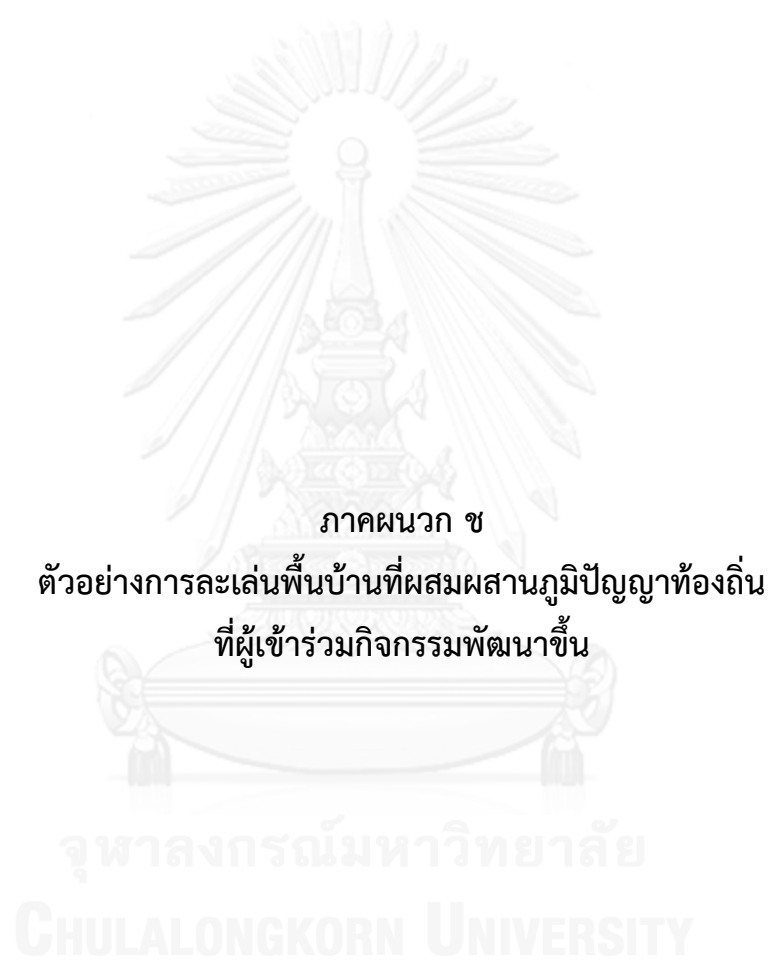 ภาคผนวก ช
ตัวอย่างการละเล่นพื้นบ้านที่ผสมผสานภูมิปัญญาท้องถิ่น
ที่ผู้เข้าร่วมกิจกรรมพัฒนาขึ้น
จุฬาลงกรณ์มหาวิทยาลัย
CHULALONGKORN UNIVERSITY